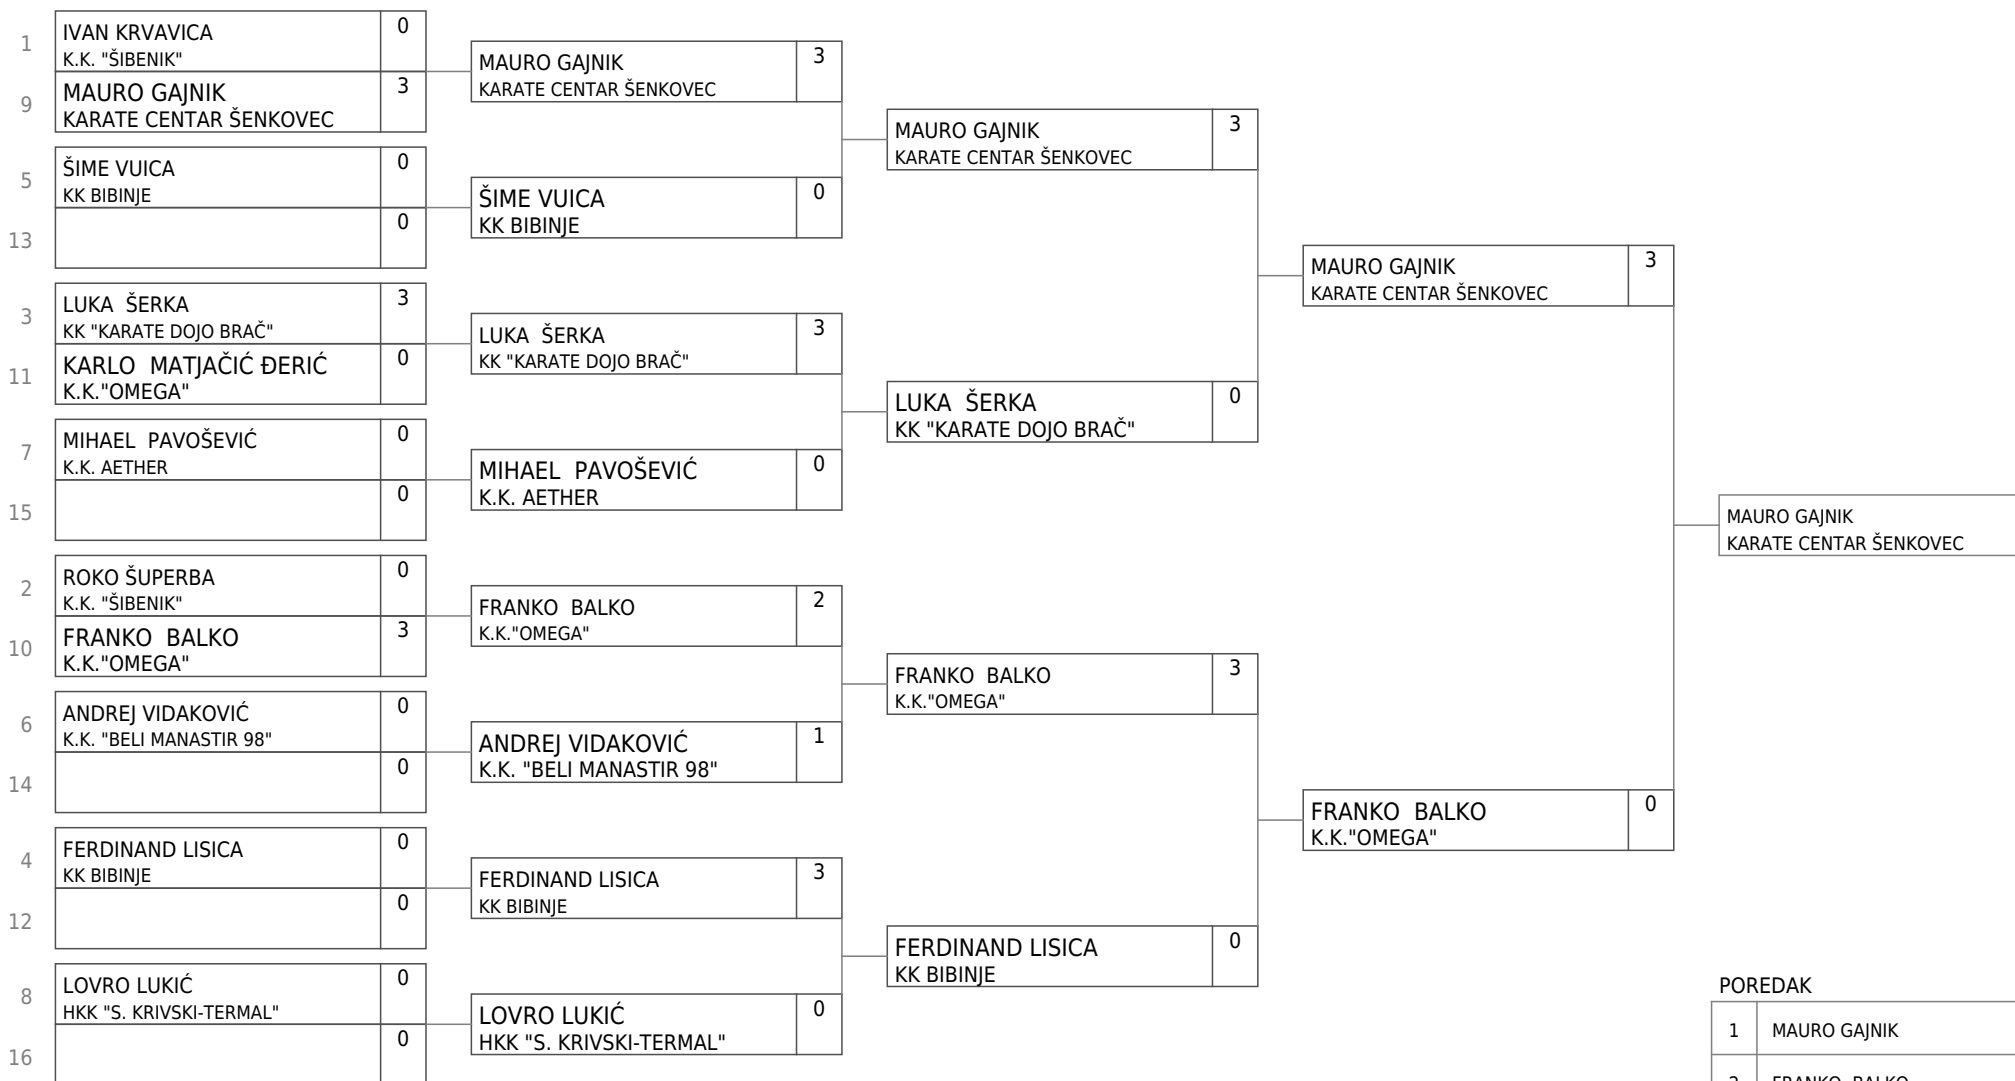 1
IVAN KRVAVICA 0
K.K. "ŠIBENIK"
9
MAURO GAJNIK 3
KARATE CENTAR ŠENKOVEC
5
ŠIME VUICA 0
KK BIBINJE
13
0
3
LUKA ŠERKA 3
KK "KARATE DOJO BRAČ"
11
KARLO MATJAČIĆ ĐERIĆ 0
K.K."OMEGA"
7
MIHAEL PAVOŠEVIĆ 0
K.K. AETHER
15
0
2
ROKO ŠUPERBA 0
K.K. "ŠIBENIK"
10
FRANKO BALKO 3
K.K."OMEGA"
6
ANDREJ VIDAKOVIĆ 0
K.K. "BELI MANASTIR 98"
14
0
4
FERDINAND LISICA 0
KK BIBINJE
12
0
8
LOVRO LUKIĆ 0
HKK "S. KRIVSKI-TERMAL"
16
0
MAURO GAJNIK 3
KARATE CENTAR ŠENKOVEC
ŠIME VUICA 0
KK BIBINJE
LUKA ŠERKA 3
KK "KARATE DOJO BRAČ"
MIHAEL PAVOŠEVIĆ 0
K.K. AETHER
FRANKO BALKO 2
K.K."OMEGA"
ANDREJ VIDAKOVIĆ 1
K.K. "BELI MANASTIR 98"
FERDINAND LISICA 3
KK BIBINJE
LOVRO LUKIĆ 0
HKK "S. KRIVSKI-TERMAL"
MAURO GAJNIK 3
KARATE CENTAR ŠENKOVEC
LUKA ŠERKA 0
KK "KARATE DOJO BRAČ"
FRANKO BALKO 3
K.K."OMEGA"
FERDINAND LISICA 0
KK BIBINJE
MAURO GAJNIK 3
KARATE CENTAR ŠENKOVEC
FRANKO BALKO 0
K.K."OMEGA"
MAURO GAJNIK
KARATE CENTAR ŠENKOVEC
POREDAK
1 MAURO GAJNIK
2 FRANKO BALKO